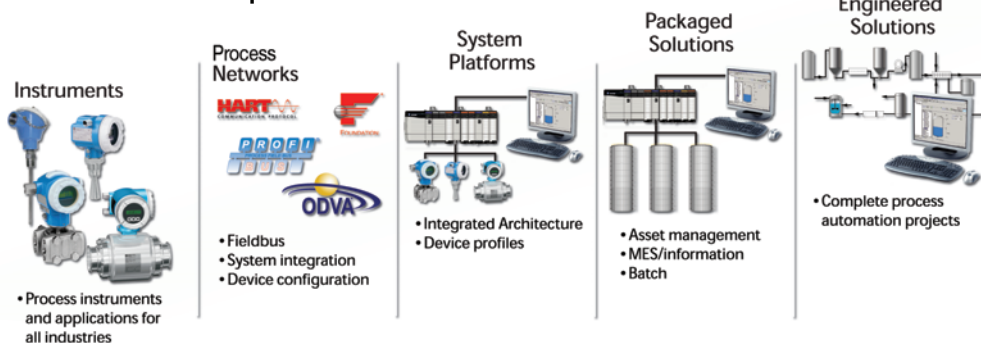 Instruments
• Process instruments
and applications for
all industries
Process
Networks
HART
COMMUNICATION PROTOCOL
FOUNDATION
PROFI
BUS
ODVA
• Fieldbus
• System integration
• Device configuration
System
Platforms
• Integrated Architecture
• Device profiles
Packaged
Solutions
• Asset management
• MES/information
• Batch
Engineered
Solutions
• Complete process
automation projects